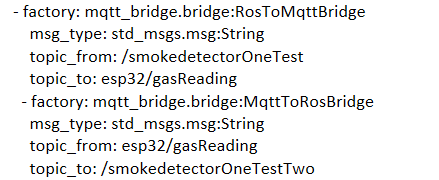 - factory: mqtt_bridge.bridge:RosToMqttBridge
msg_type: std_msgs.msg:String
topic_from: /smokedetectorOneTest
topic_to: esp32/gasReading
- factory: mqtt_bridge.bridge:MqttToRosBridge
msg_type: std_msgs.msg:String
topic_from: esp32/gasReading
topic_to: /smokedetectorOneTestTwo